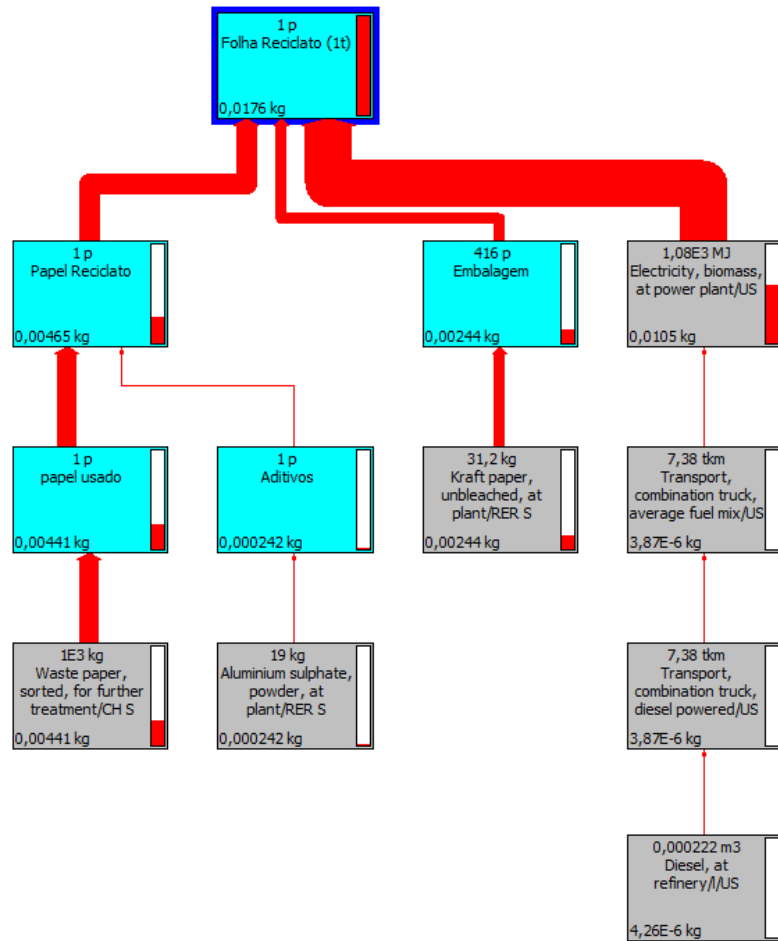 1 p
Folha Reciclato (1t)
0,0176 kg
1 p
Papel Reciclato
0,00465 kg
416 p
Embalagem
0,00244 kg
1,08E3 MJ
Electricity, biomass,
at power plant/US
0,0105 kg
1 p
papel usado
0,00441 kg
1 p
Aditivos
0,000242 kg
31,2 kg
Kraft paper,
unbleached, at
plant/RER S
0,00244 kg
7,38 tkm
Transport,
combination truck,
average fuel mix/US
3,87E-6 kg
1E3 kg
Waste paper,
sorted, for further
treatment/CH S
0,00441 kg
19 kg
Aluminium sulphate,
powder, at
plant/RER S
0,000242 kg
7,38 tkm
Transport,
combination truck,
diesel powered/US
3,87E-6 kg
0,000222 m3
Diesel, at
refinery/l/US
4,26E-6 kg